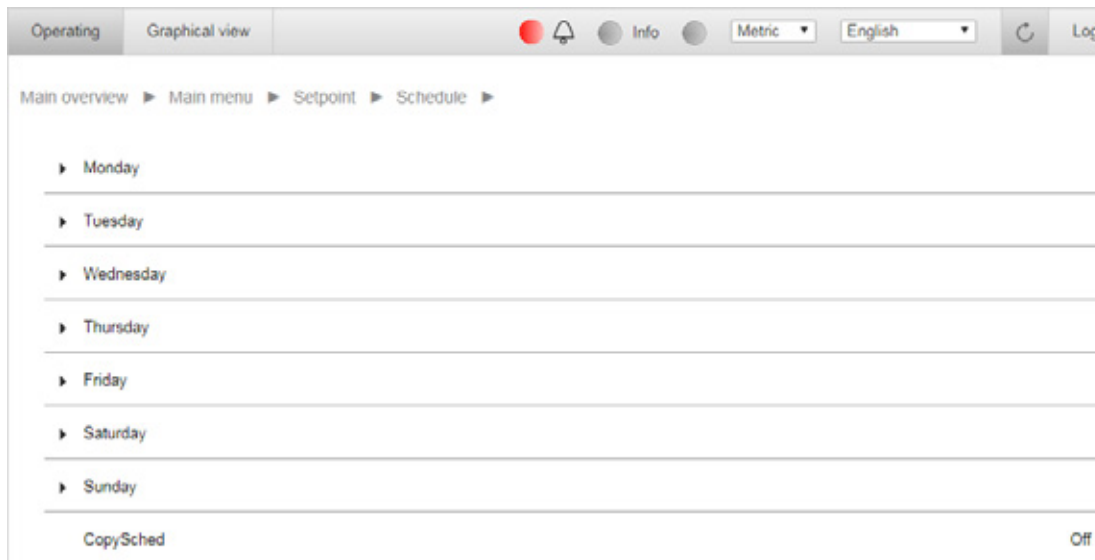 Operating Graphical view Info Metric English Log
Main overview Main menu Setpoint Schedule
Monday
Tuesday
Wednesday
Thursday
Friday
Saturday
Sunday
CopySched Off